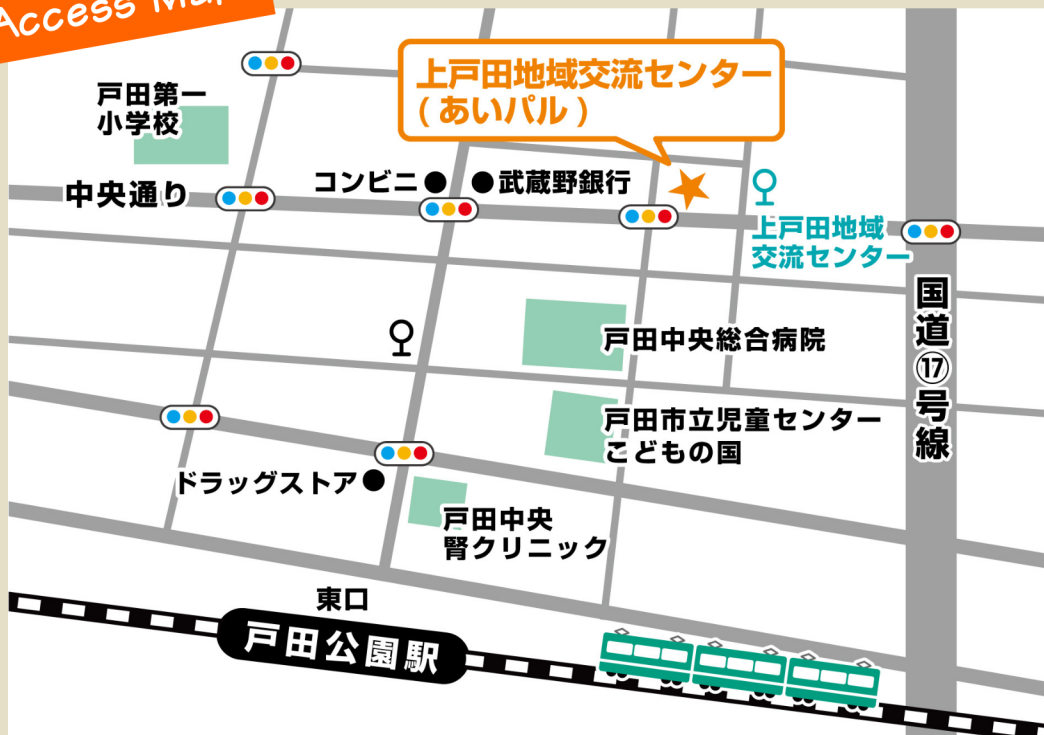 Access Map
上戸田地域交流センター
(あいパル)
戸田第一
小学校
中央通り
コンビニ
武蔵野銀行
上戸田地域
交流センター
国道⑰号線
戸田中央総合病院
戸田市立児童センター
こどもの国
ドラッグストア
戸田中央
腎クリニック
東口
戸田公園駅